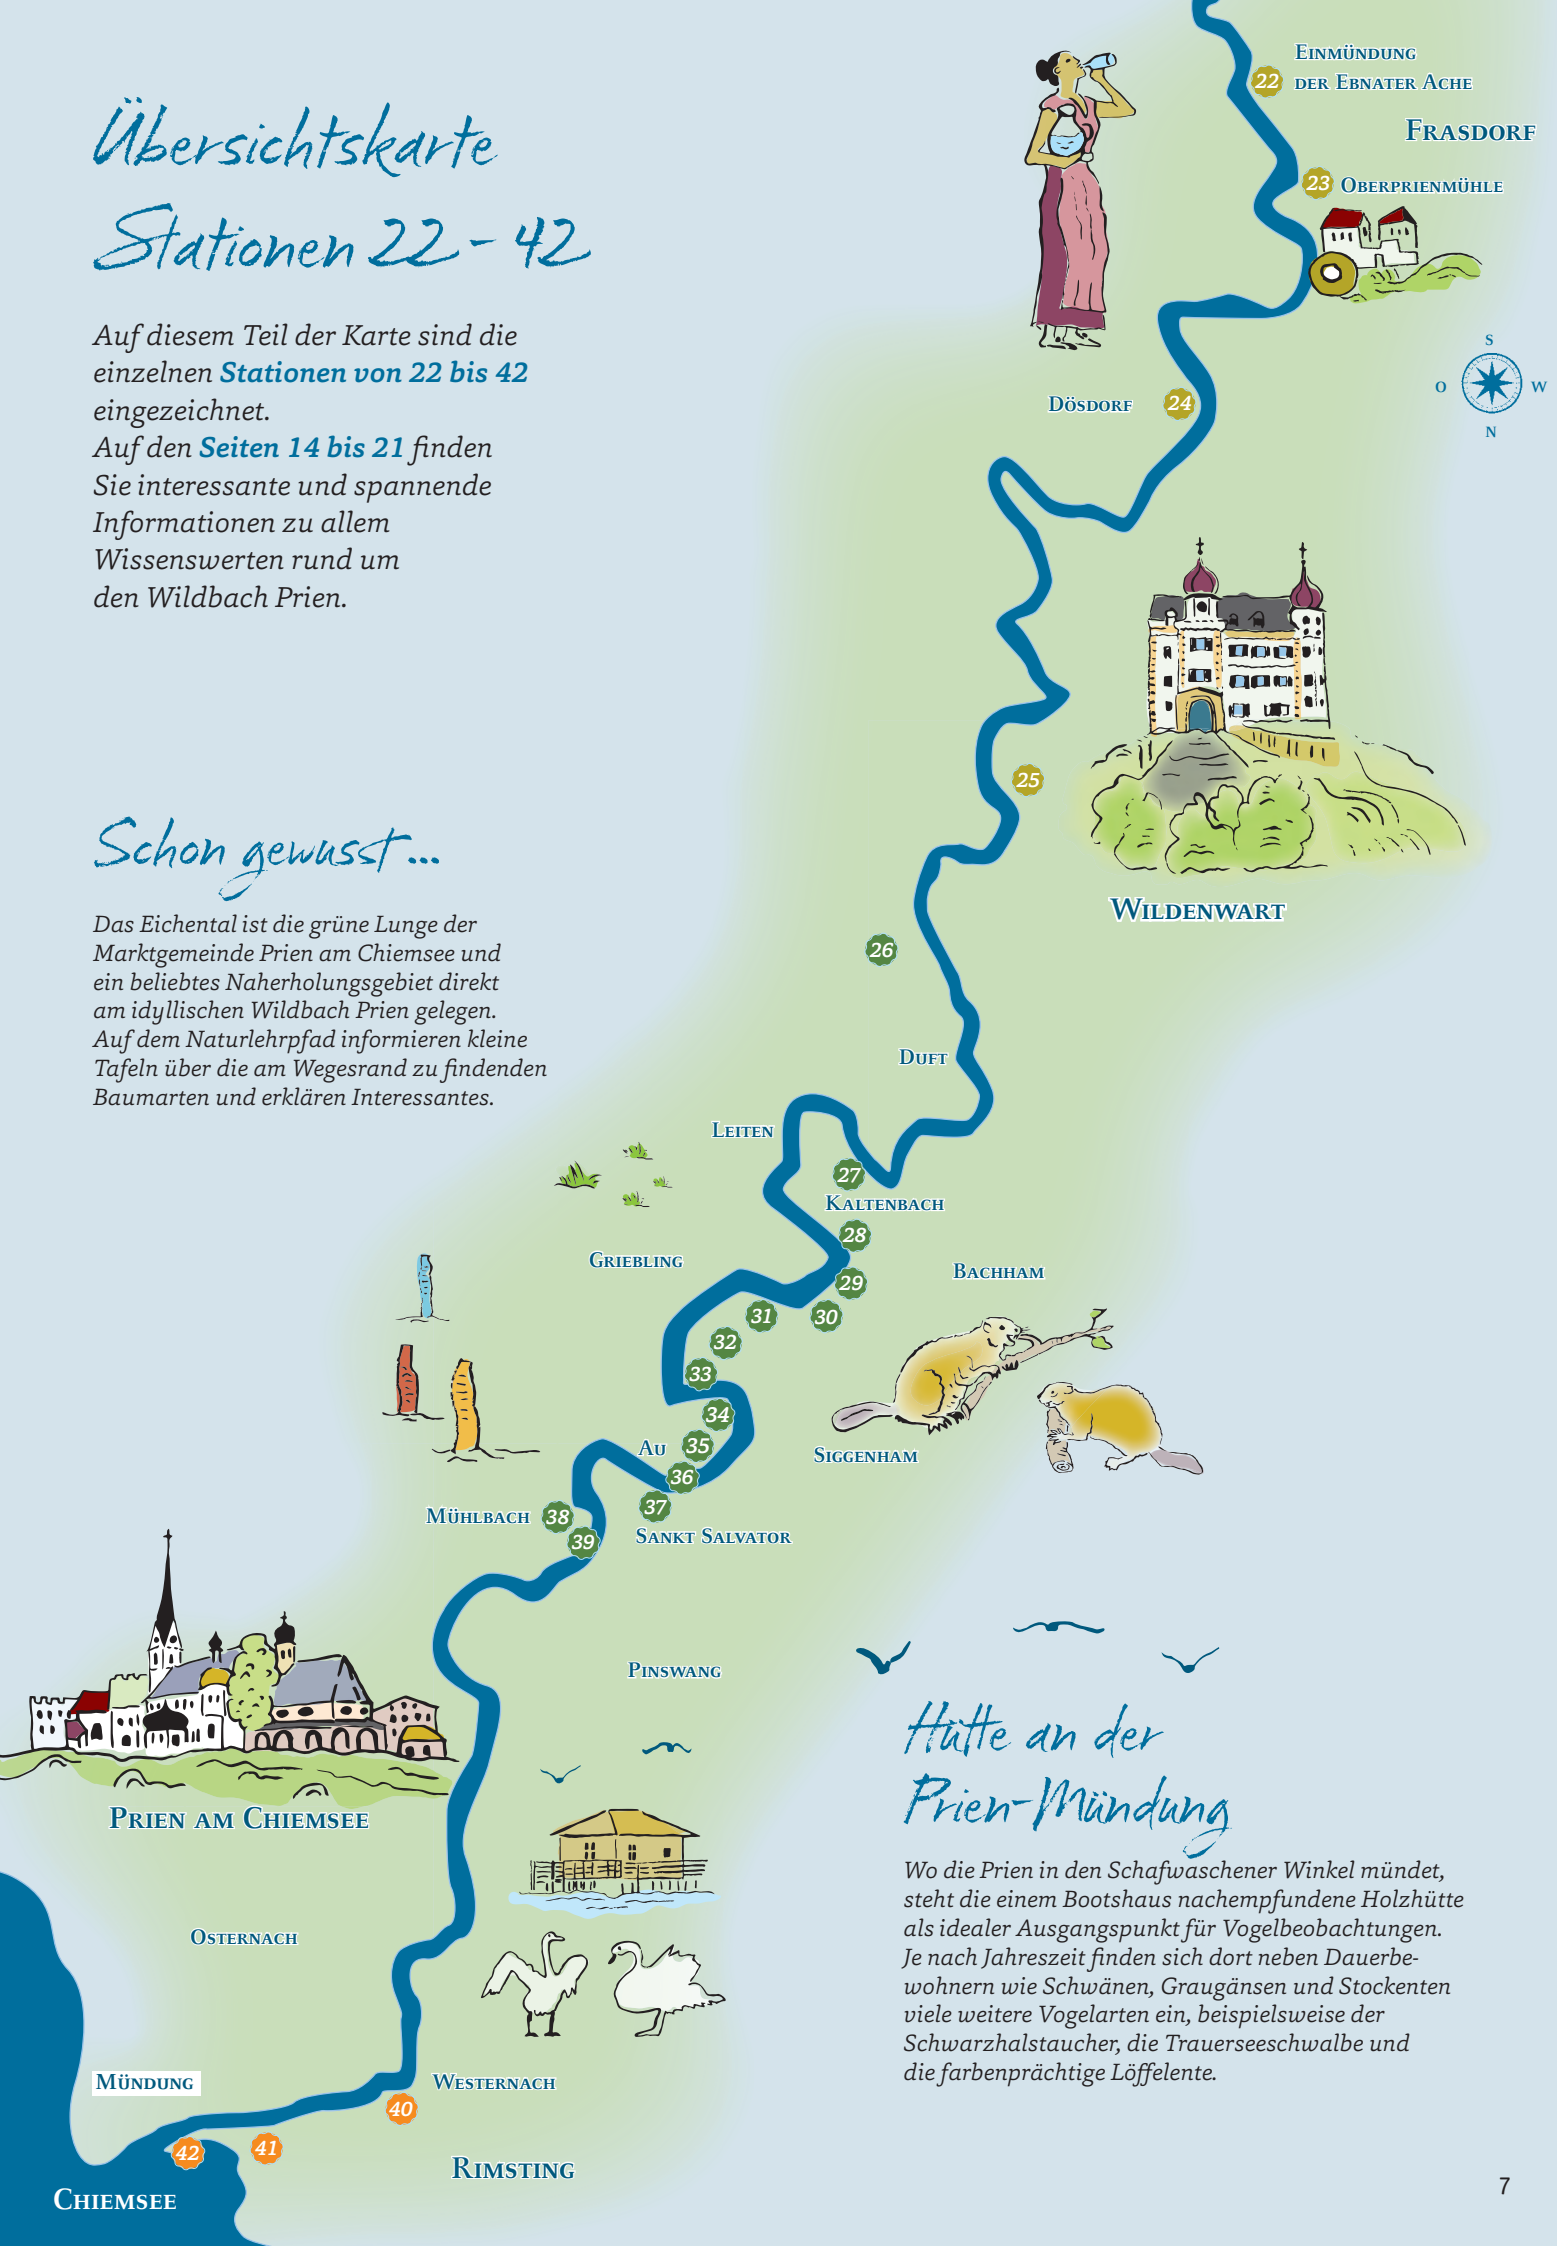 Übersichtskarte
Stationen 22 - 42
Auf diesem Teil der Karte sind die
einzelnen Stationen von 22 bis 42
eingezeichnet.
Auf den Seiten 14 bis 21 finden
Sie interessante und spannende
Informationen zu allem
Wissenswerten rund um
den Wildbach Prien.
Einmündung
22 der Ebnater Ache
Frasdorf
23 Oberprienmühle
S
O W
N
Dösdorf 24
25
Wildenwart
Schon gewusst ...
Das Eichental ist die grüne Lunge der
Marktgemeinde Prien am Chiemsee und
ein beliebtes Naherholungsgebiet direkt
am idyllischen Wildbach Prien gelegen.
Auf dem Naturlehrpfad informieren kleine
Tafeln über die am Wegesrand zu findenden
Baumarten und erklären Interessantes.
26
Duft
Leiten
27
Kaltenbach
28
Griebling
Bachham
29
31 30
32
33
34
Au 35
Siggenham
36
37
Mühlbach 38
Sankt Salvator
39
Pinswang
Prien am Chiemsee
Hütte an der
Prien-Mündung
Wo die Prien in den Schafwaschener Winkel mündet,
steht die einem Bootshaus nachempfundene Holzhütte
als idealer Ausgangspunkt für Vogelbeobachtungen.
Je nach Jahreszeit finden sich dort neben Dauerbe-
wohnern wie Schwänen, Graugänsen und Stockenten
viele weitere Vogelarten ein, beispielsweise der
Schwarzhalstaucher, die Trauerseeschwalbe und
die farbenprächtige Löffelente.
Osternach
Mündung
Westernach
40
42 41
Rimsting
Chiemsee
7